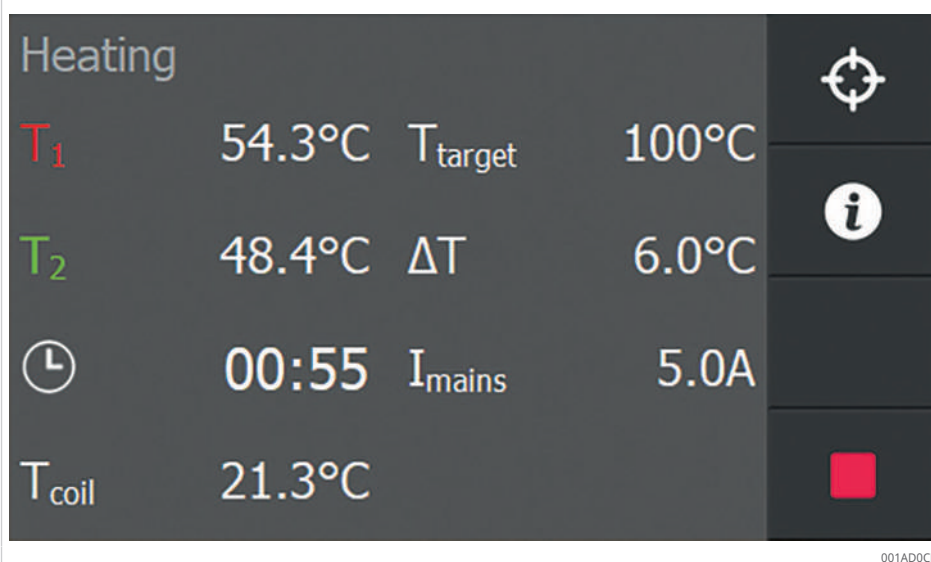 Heating
T1 54.3°C Ttarget 100°C
T2 48.4°C ΔT 6.0°C
00:55 Imains 5.0A
Tcoil 21.3°C
i
001AD0C